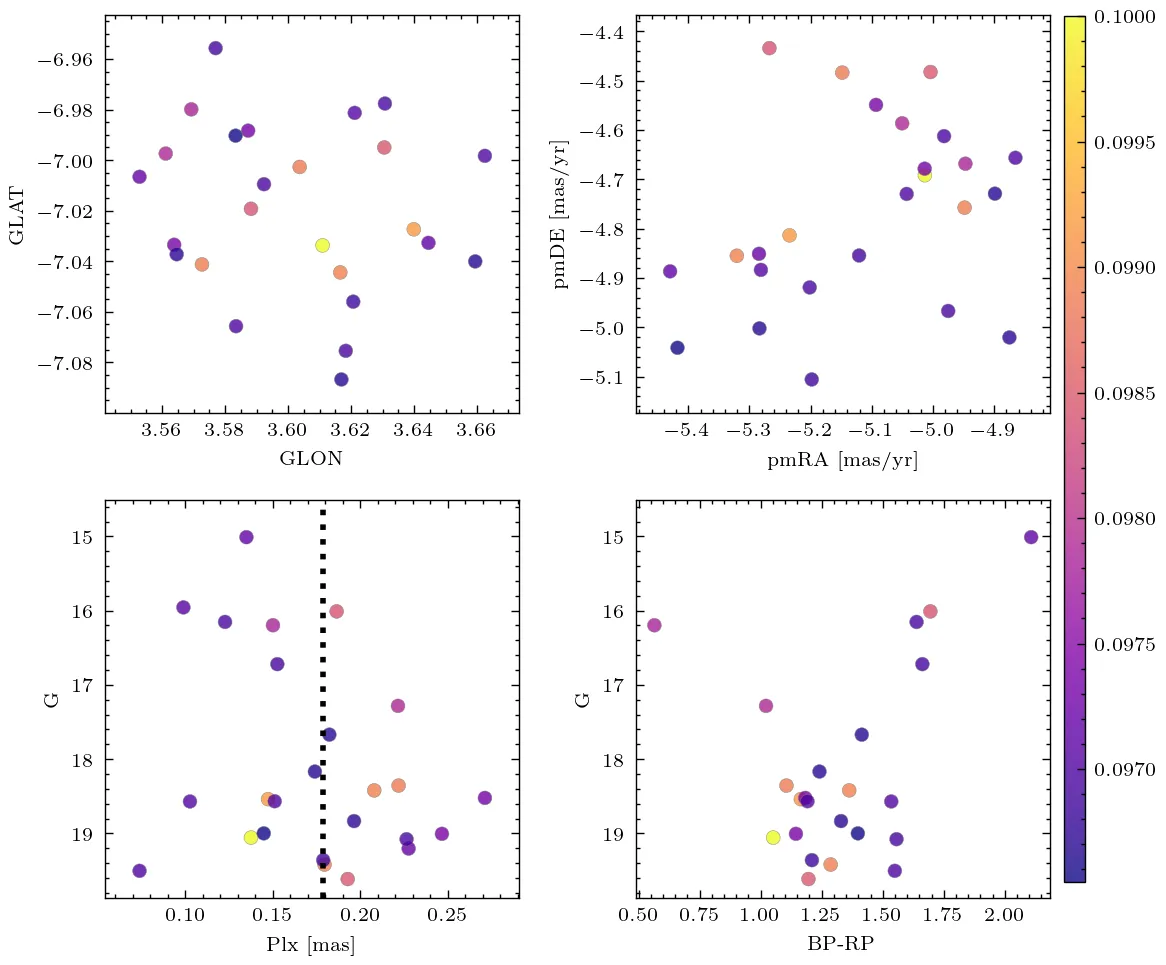 −6.96
−6.98
−7.00
−7.02
−7.04
−7.06
−7.08
GLAT
3.56 3.58 3.60 3.62 3.64 3.66
GLON
−4.4
−4.5
−4.6
−4.7
−4.8
−4.9
−5.0
−5.1
pmDE [mas/yr]
−5.4 −5.3 −5.2 −5.1 −5.0 −4.9
pmRA [mas/yr]
0.1000
0.0995
0.0990
0.0985
0.0980
0.0975
0.0970
15
16
17
18
19
G
0.10 0.15 0.20 0.25
Plx [mas]
15
16
17
18
19
G
0.50 0.75 1.00 1.25 1.50 1.75 2.00
BP-RP